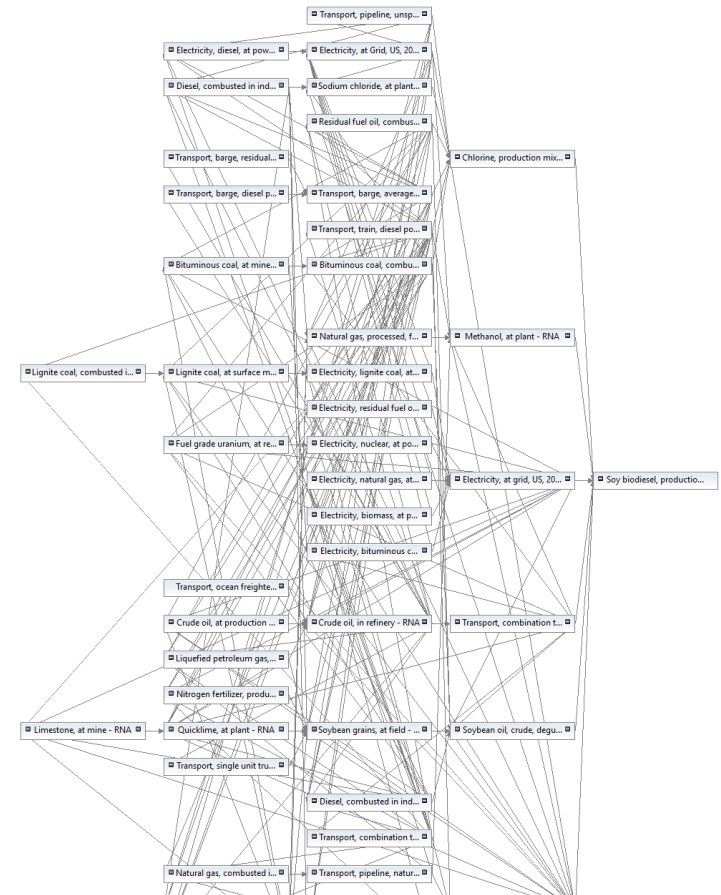 Transport, pipeline, unsp...
Electricity, diesel, at pow...
Electricity, at Grid, US, 20...
Diesel, combusted in ind...
Sodium chloride, at plant...
Residual fuel oil, combus...
Transport, barge, residual...
Chlorine, production mix...
Transport, barge, diesel p...
Transport, barge, average...
Transport, train, diesel po...
Bituminous coal, at mine...
Bituminous coal, combu...
Natural gas, processed, f...
Methanol, at plant - RNA
Lignite coal, combusted i...
Lignite coal, at surface m...
Electricity, lignite coal, at...
Electricity, residual fuel o...
Fuel grade uranium, at re...
Electricity, nuclear, at po...
Electricity, natural gas, at...
Electricity, at grid, US, 20...
Soy biodiesel, productio...
Electricity, biomass, at p...
Electricity, bituminous c...
Transport, ocean freighte...
Crude oil, at production ...
Crude oil, in refinery - RNA
Transport, combination t...
Liquefied petroleum gas,...
Nitrogen fertilizer, produ...
Limestone, at mine - RNA
Quicklime, at plant - RNA
Soybean grains, at field - ...
Soybean oil, crude, degu...
Transport, single unit tru...
Diesel, combusted in ind...
Transport, combination t...
Natural gas, combusted i...
Transport, pipeline, natur...